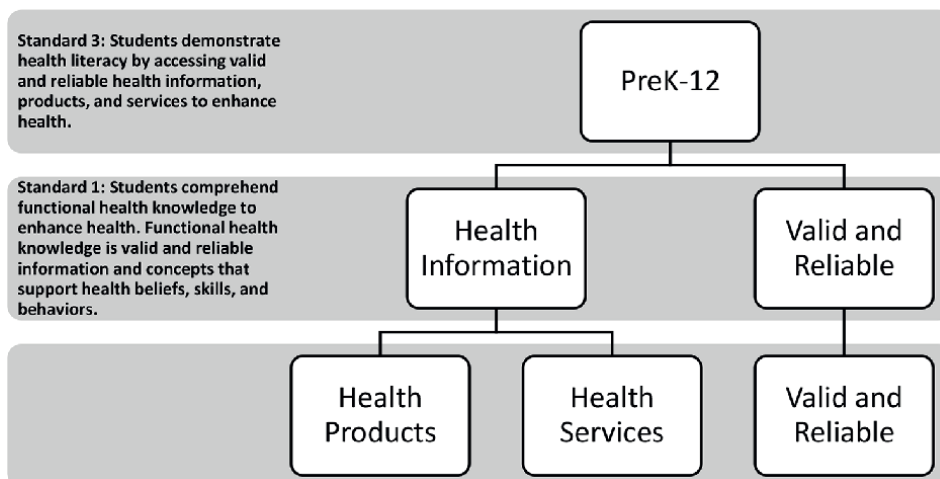 Standard 3: Students demonstrate
health literacy by accessing valid
and reliable health information,
products, and services to enhance
health.
PreK-12
Standard 1: Students comprehend
functional health knowledge to
enhance health. Functional health
knowledge is valid and reliable
information and concepts that
support health beliefs, skills, and
behaviors.
Health
Information
Valid and
Reliable
Health
Products
Health
Services
Valid and
Reliable